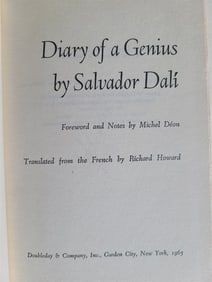 Diary of a Genius
by Salvador Dalí
Foreword and Notes by Michel Déon
Translated from the French by Richard Howard
Doubleday & Company, Inc., Garden City, New York, 1965